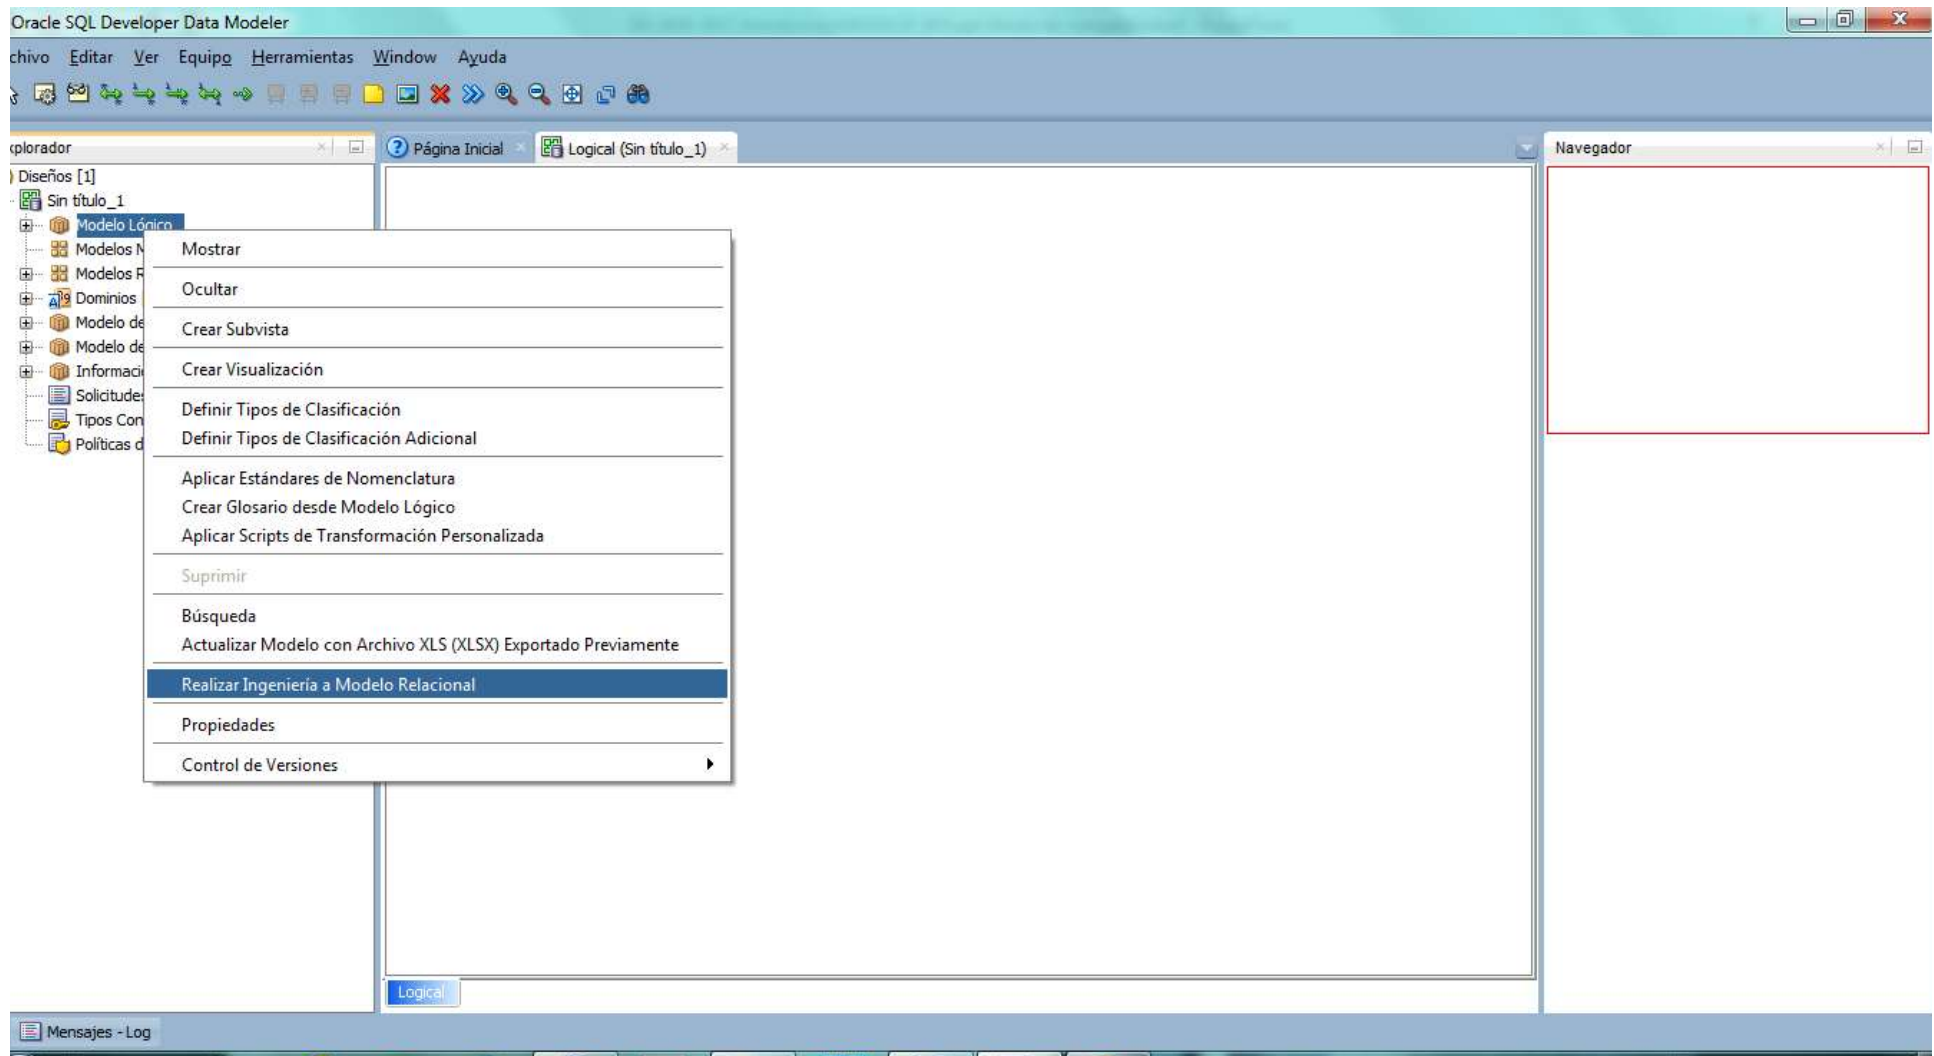 Oracle SQL Developer Data Modeler
chivo Editar Ver Equipo Herramientas Window Ayuda
xplorador
Página Inicial
Logical (Sin título_1)
Navegador
Diseños [1]
Sin título_1
Modelo Lógico
Modelos M
Modelos R
Dominios
Modelo de
Modelo de
Informaci
Solicitude
Tipos Con
Políticas d
Mostrar
Ocultar
Crear Subvista
Crear Visualización
Definir Tipos de Clasificación
Definir Tipos de Clasificación Adicional
Aplicar Estándares de Nomenclatura
Crear Glosario desde Modelo Lógico
Aplicar Scripts de Transformación Personalizada
Suprimir
Búsqueda
Actualizar Modelo con Archivo XLS (XLSX) Exportado Previamente
Realizar Ingeniería a Modelo Relacional
Propiedades
Control de Versiones
Logical
Mensajes - Log